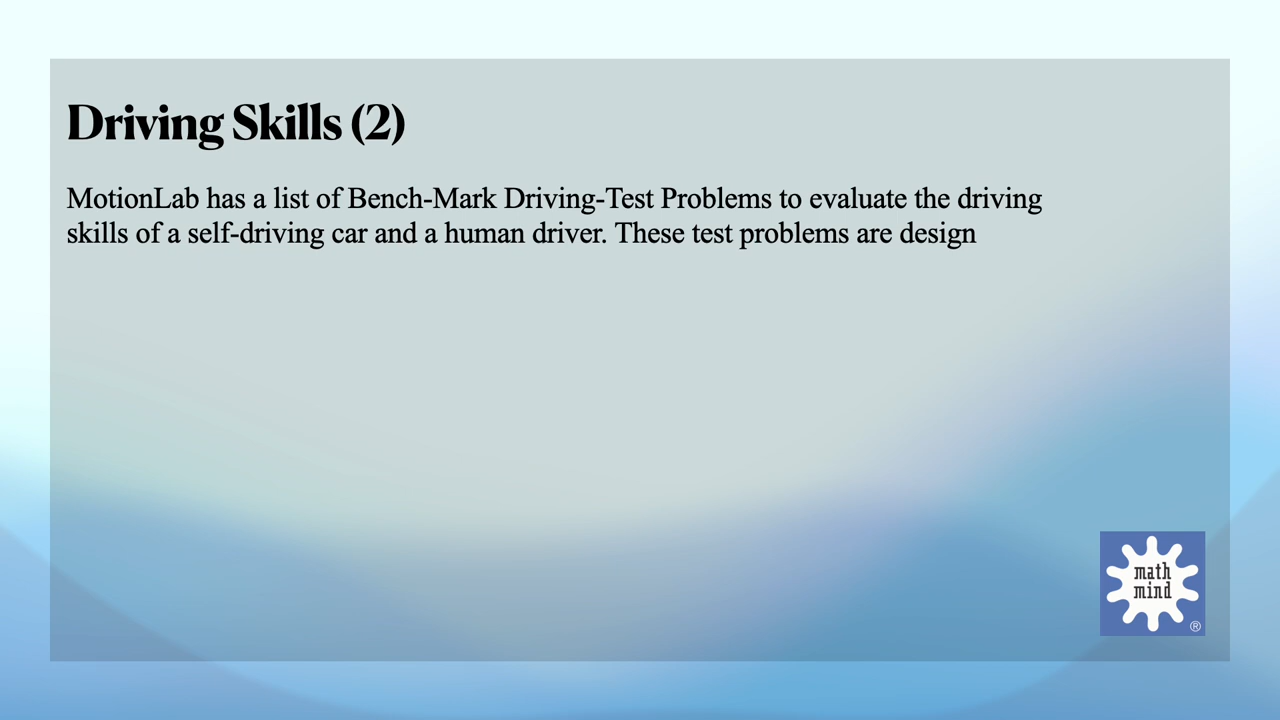 Driving Skills (2)
MotionLab has a list of Bench-Mark Driving-Test Problems to evaluate the driving
skills of a self-driving car and a human driver. These test problems are design
math
mind
®